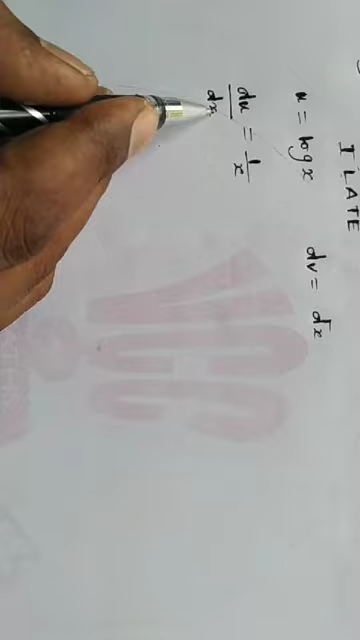 I LATE
u = log x    dv = dx
du/dx = 1/x